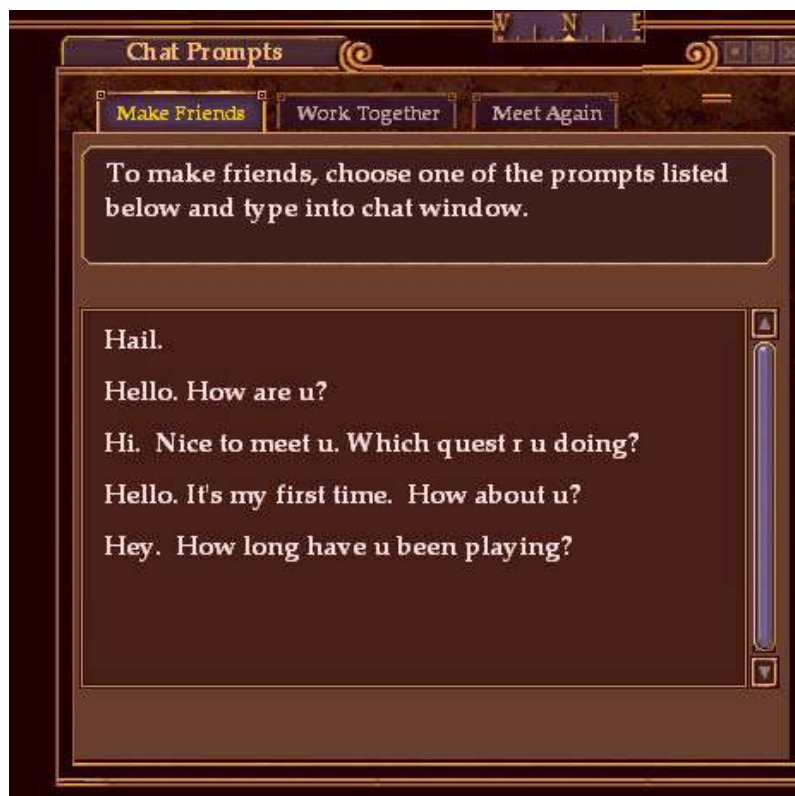 W N E
Chat Prompts
Make Friends Work Together Meet Again
To make friends, choose one of the prompts listed
below and type into chat window.
Hail.
Hello. How are u?
Hi.  Nice to meet u. Which quest r u doing?
Hello. It's my first time.  How about u?
Hey.  How long have u been playing?